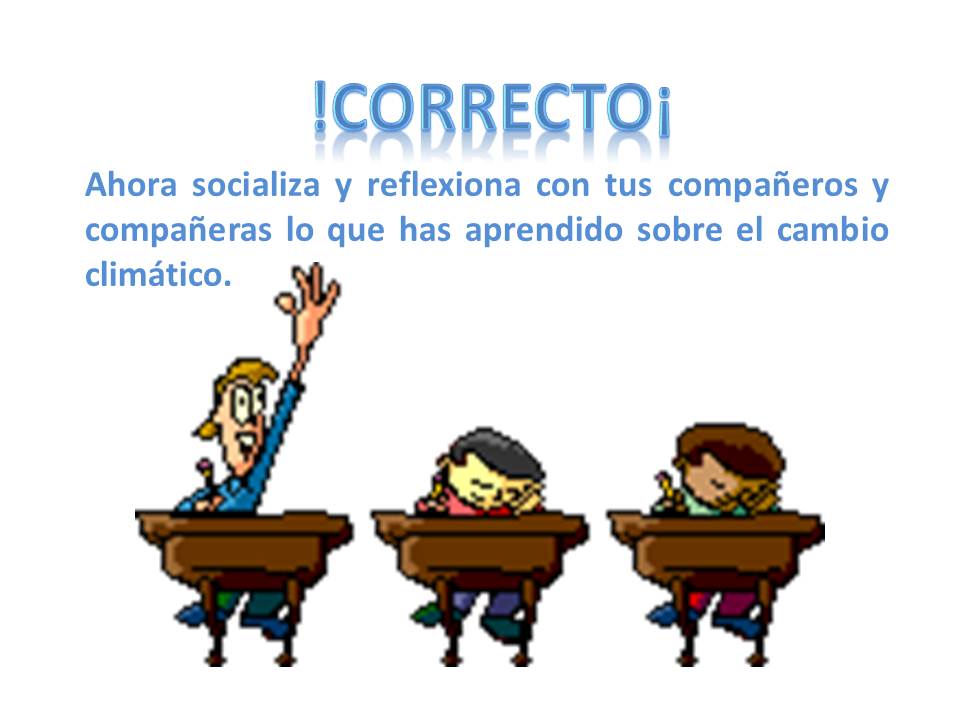 !CORRECTO¡
Ahora socializa y reflexiona con tus compañeros y
compañeras lo que has aprendido sobre el cambio
climático.